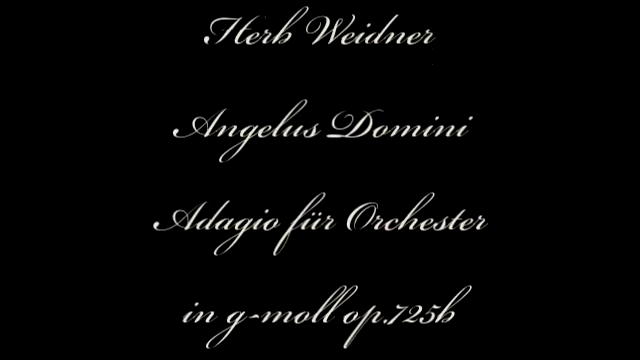 Herb Weidner
Angelus Domini
Adagio für Orchester
in g-moll op.725b